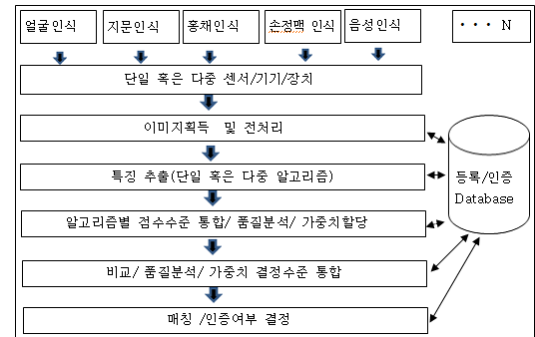 얼굴인식 지문인식 홍채인식 손정맥 인식 음성인식 ··· N
단일 혹은 다중 센서/기기/장치
이미지획득 및 전처리
특징 추출(단일 혹은 다중 알고리즘)
알고리즘별 점수수준 통합/ 품질분석/ 가중치할당
비교/ 품질분석/ 가중치 결정수준 통합
매칭 /인증여부 결정
등록/인증
Database